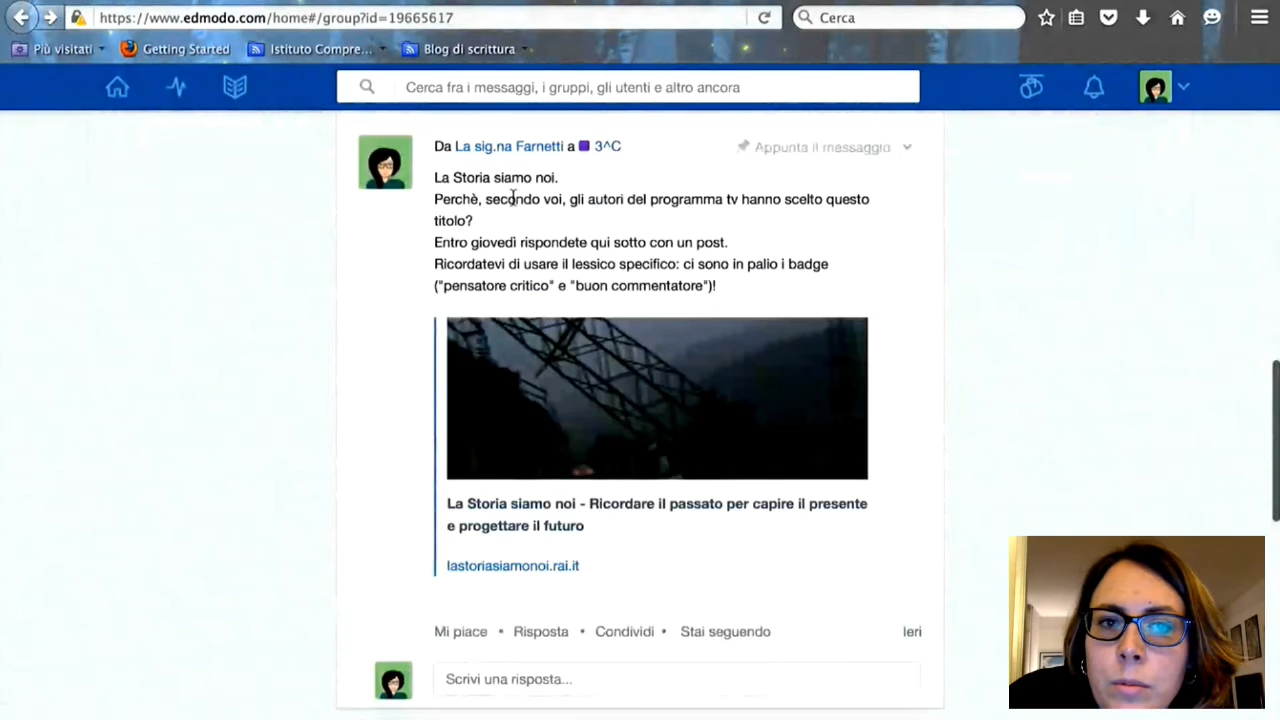 https://www.edmodo.com/home#/group?id=19665617
Cerca
Più visitati
Getting Started
Istituto Compre...
Blog di scrittura
Cerca fra i messaggi, i gruppi, gli utenti e altro ancora
Da La sig.na Farnetti a 3^C
Appunta il messaggio
La Storia siamo noi.
Perchè, secondo voi, gli autori del programma tv hanno scelto questo
titolo?
Entro giovedì rispondete qui sotto con un post.
Ricordatevi di usare il lessico specifico: ci sono in palio i badge
("pensatore critico" e "buon commentatore")!
La Storia siamo noi - Ricordare il passato per capire il presente
e progettare il futuro
lastoriasiamonoi.rai.it
Mi piace • Risposta • Condividi • Stai seguendo
Ieri
Scrivi una risposta...